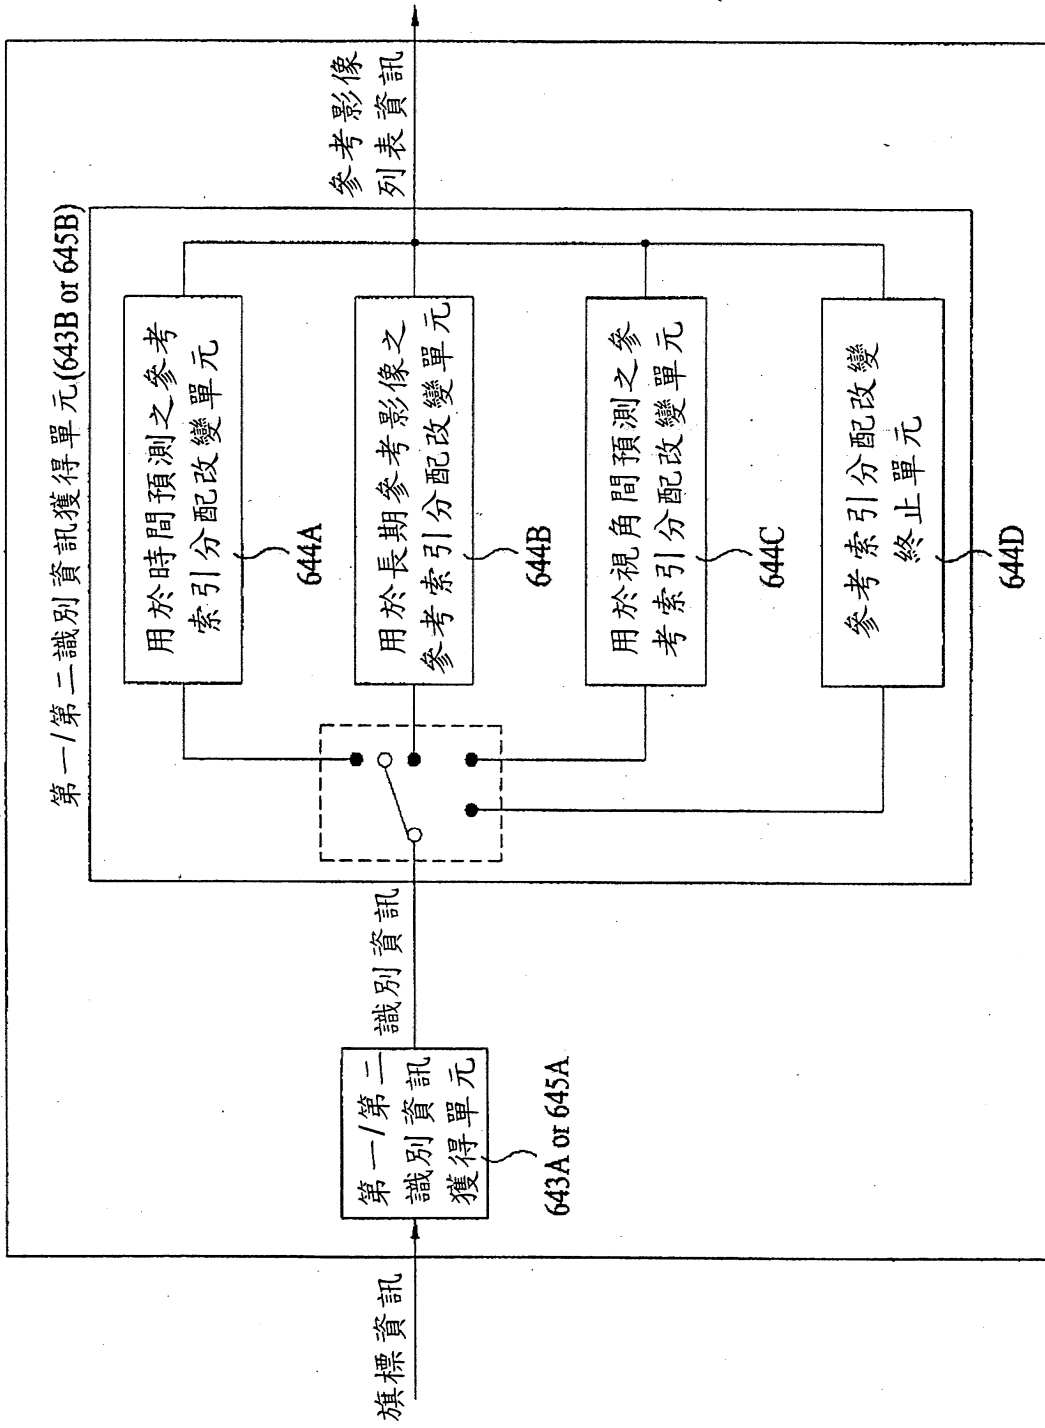 旗標資訊
第一/第二
識別資訊
獲得單元
643A or 645A
識別資訊
第一/第二識別資訊獲得單元(643B or 645B)
用於時間預測之參考
索引分配改變單元
644A
用於長期參考影像之
參考索引分配改變單元
644B
用於視角間預測之參
考索引分配改變單元
644C
參考索引分配改變
終止單元
644D
參考影像
列表資訊